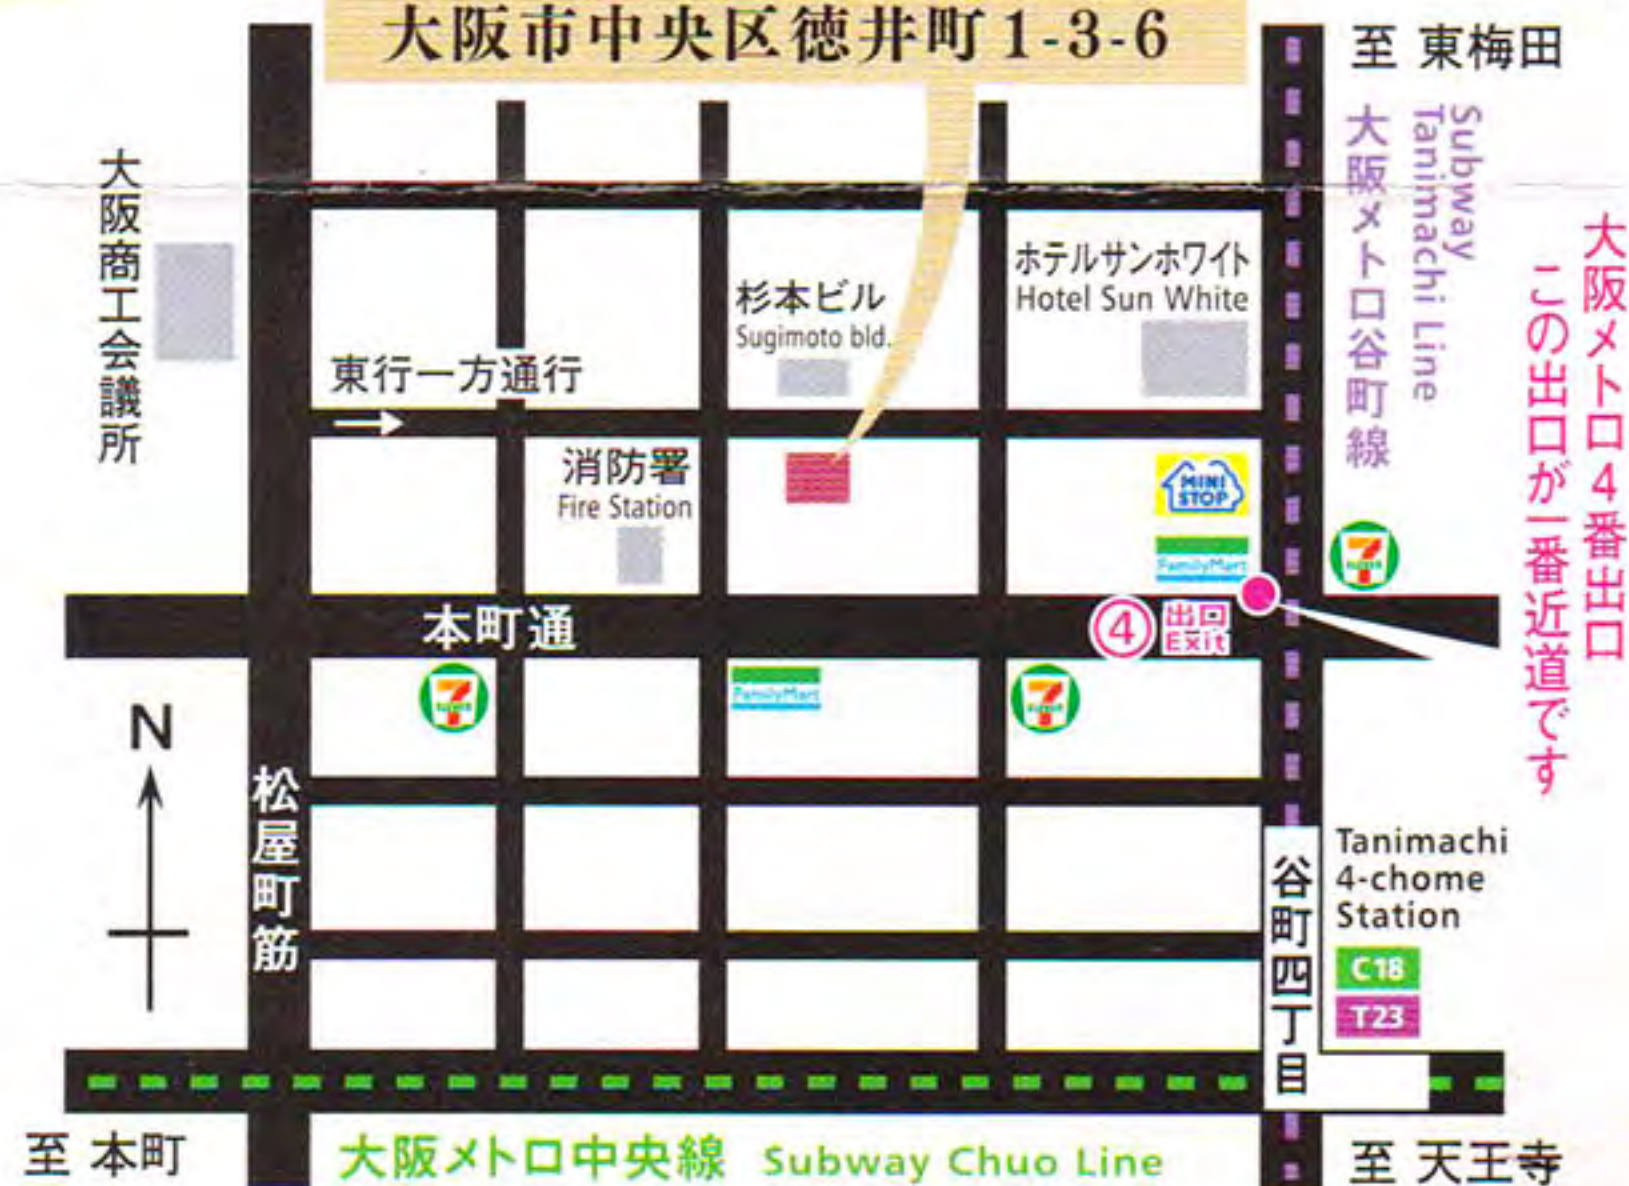 大阪市中央区徳井町1-3-6
至 東梅田
Subway
Tanimachi Line
大阪メトロ谷町線
大阪メトロ4番出口
この出口が一番近道です
大阪商工会議所
ホテルサンホワイト
Hotel Sun White
杉本ビル
Sugimoto bld.
東行一方通行
消防署
Fire Station
MINI
STOP
FamilyMart
7
ELEVEN
本町通
④ 出口
Exit
7
ELEVEN
FamilyMart
7
ELEVEN
N
松屋町筋
谷町四丁目
Tanimachi
4-chome
Station
C18
T23
至 本町
大阪メトロ中央線 Subway Chuo Line
至 天王寺